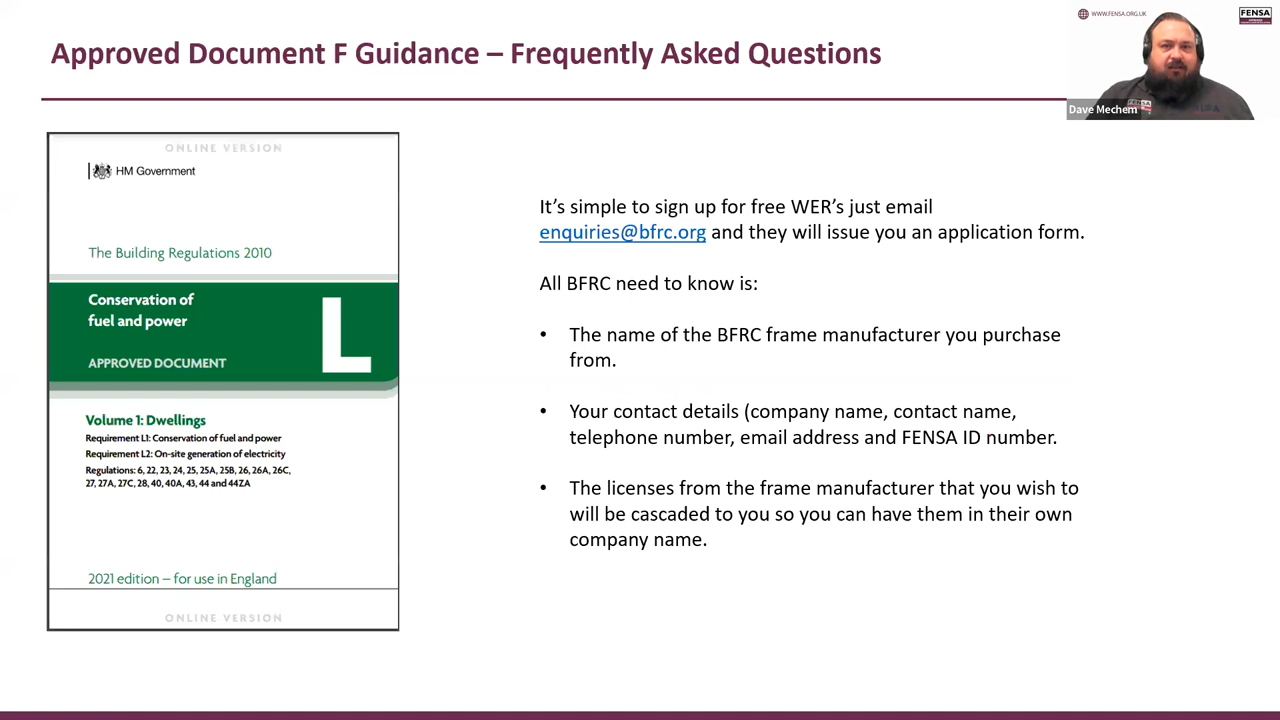 WWW.FENSA.ORG.UK
FENSA
Approved Document F Guidance – Frequently Asked Questions
Dave Mechem
FENSA
ONLINE VERSION
HM Government
The Building Regulations 2010
Conservation of
fuel and power
L
APPROVED DOCUMENT
Volume 1: Dwellings
Requirement L1: Conservation of fuel and power
Requirement L2: On-site generation of electricity
Regulations: 6, 22, 23, 24, 25, 25A, 25B, 26, 26A, 26C,
27, 27A, 27C, 28, 40, 40A, 43, 44 and 44ZA
2021 edition – for use in England
ONLINE VERSION
It's simple to sign up for free WER's just email
enquiries@bfrc.org and they will issue you an application form.
All BFRC need to know is:
• The name of the BFRC frame manufacturer you purchase
from.
• Your contact details (company name, contact name,
telephone number, email address and FENSA ID number.
• The licenses from the frame manufacturer that you wish to
will be cascaded to you so you can have them in their own
company name.